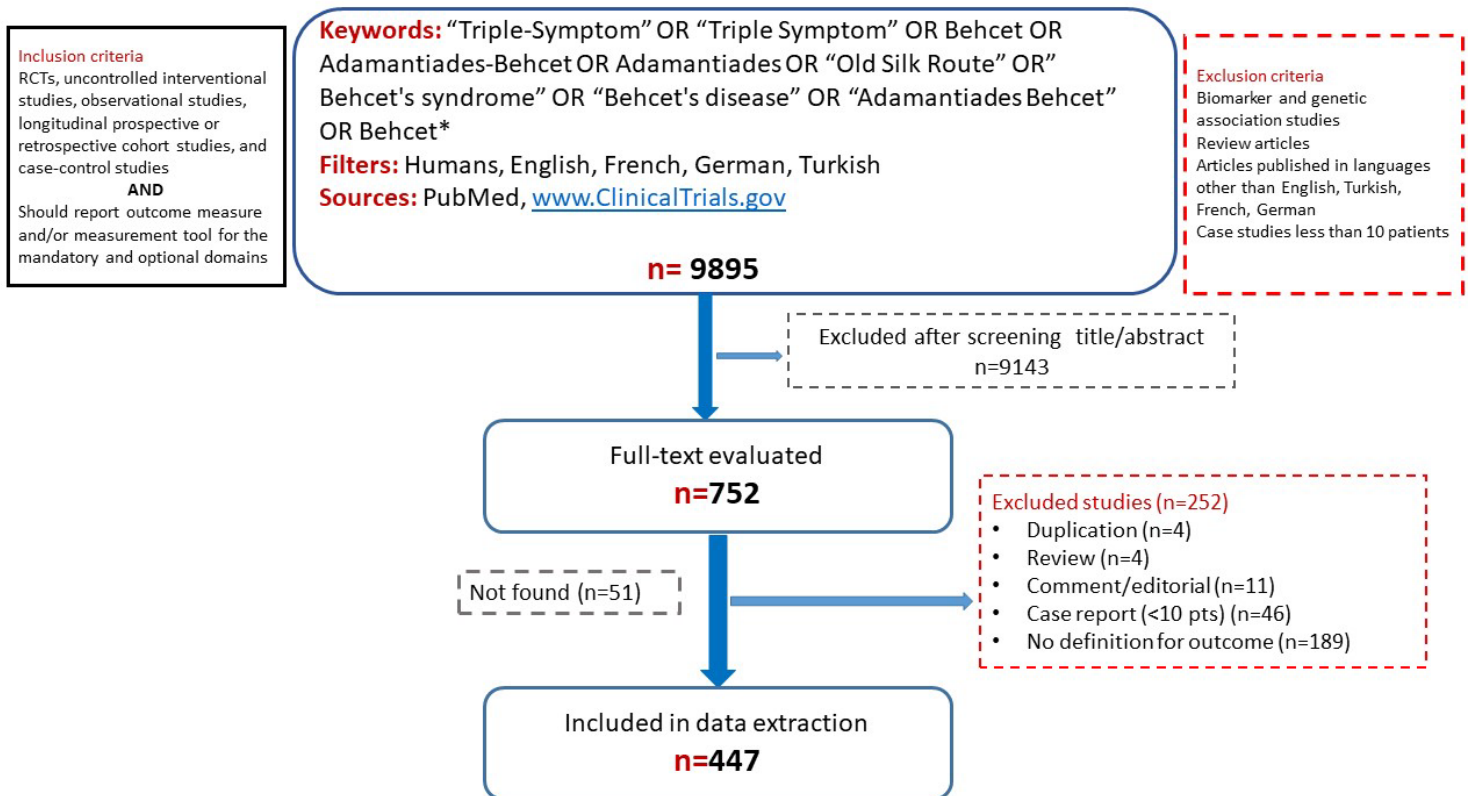 Inclusion criteria
RCTs, uncontrolled interventional
studies, observational studies,
longitudinal prospective or
retrospective cohort studies, and
case-control studies
AND
Should report outcome measure
and/or measurement tool for the
mandatory and optional domains
Keywords: “Triple-Symptom” OR “Triple Symptom” OR Behcet OR
Adamantiades-Behcet OR Adamantiades OR “Old Silk Route” OR”
Behcet's syndrome” OR “Behcet's disease” OR “Adamantiades Behcet”
OR Behcet*
Filters: Humans, English, French, German, Turkish
Sources: PubMed, www.ClinicalTrials.gov
n= 9895
Exclusion criteria
Biomarker and genetic
association studies
Review articles
Articles published in languages
other than English, Turkish,
French, German
Case studies less than 10 patients
Excluded after screening title/abstract
n=9143
Full-text evaluated
n=752
Not found (n=51)
Excluded studies (n=252)
• Duplication (n=4)
• Review (n=4)
• Comment/editorial (n=11)
• Case report (<10 pts) (n=46)
• No definition for outcome (n=189)
Included in data extraction
n=447